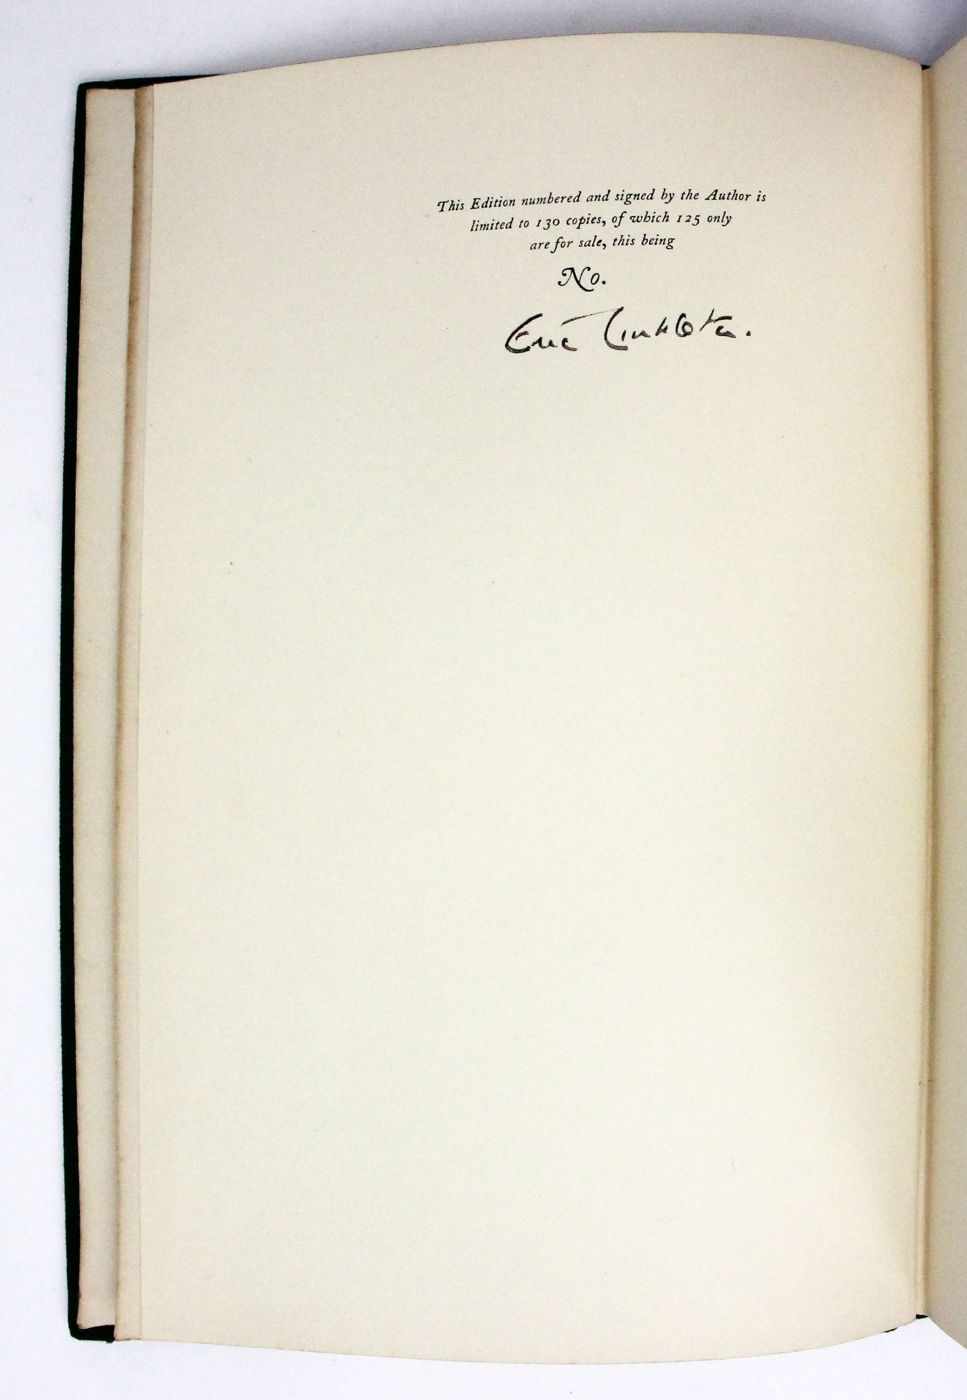 This Edition numbered and signed by the Author is
limited to 130 copies, of which 125 only
are for sale, this being
No.
Eric Linklater.